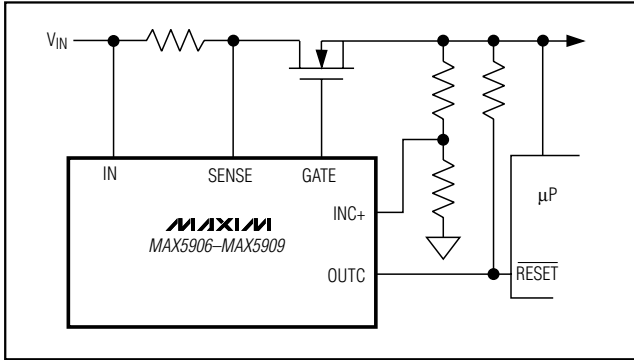 VIN
IN
SENSE
GATE
INC+
MAXIM
MAX5906–MAX5909
OUTC
μP
RESET